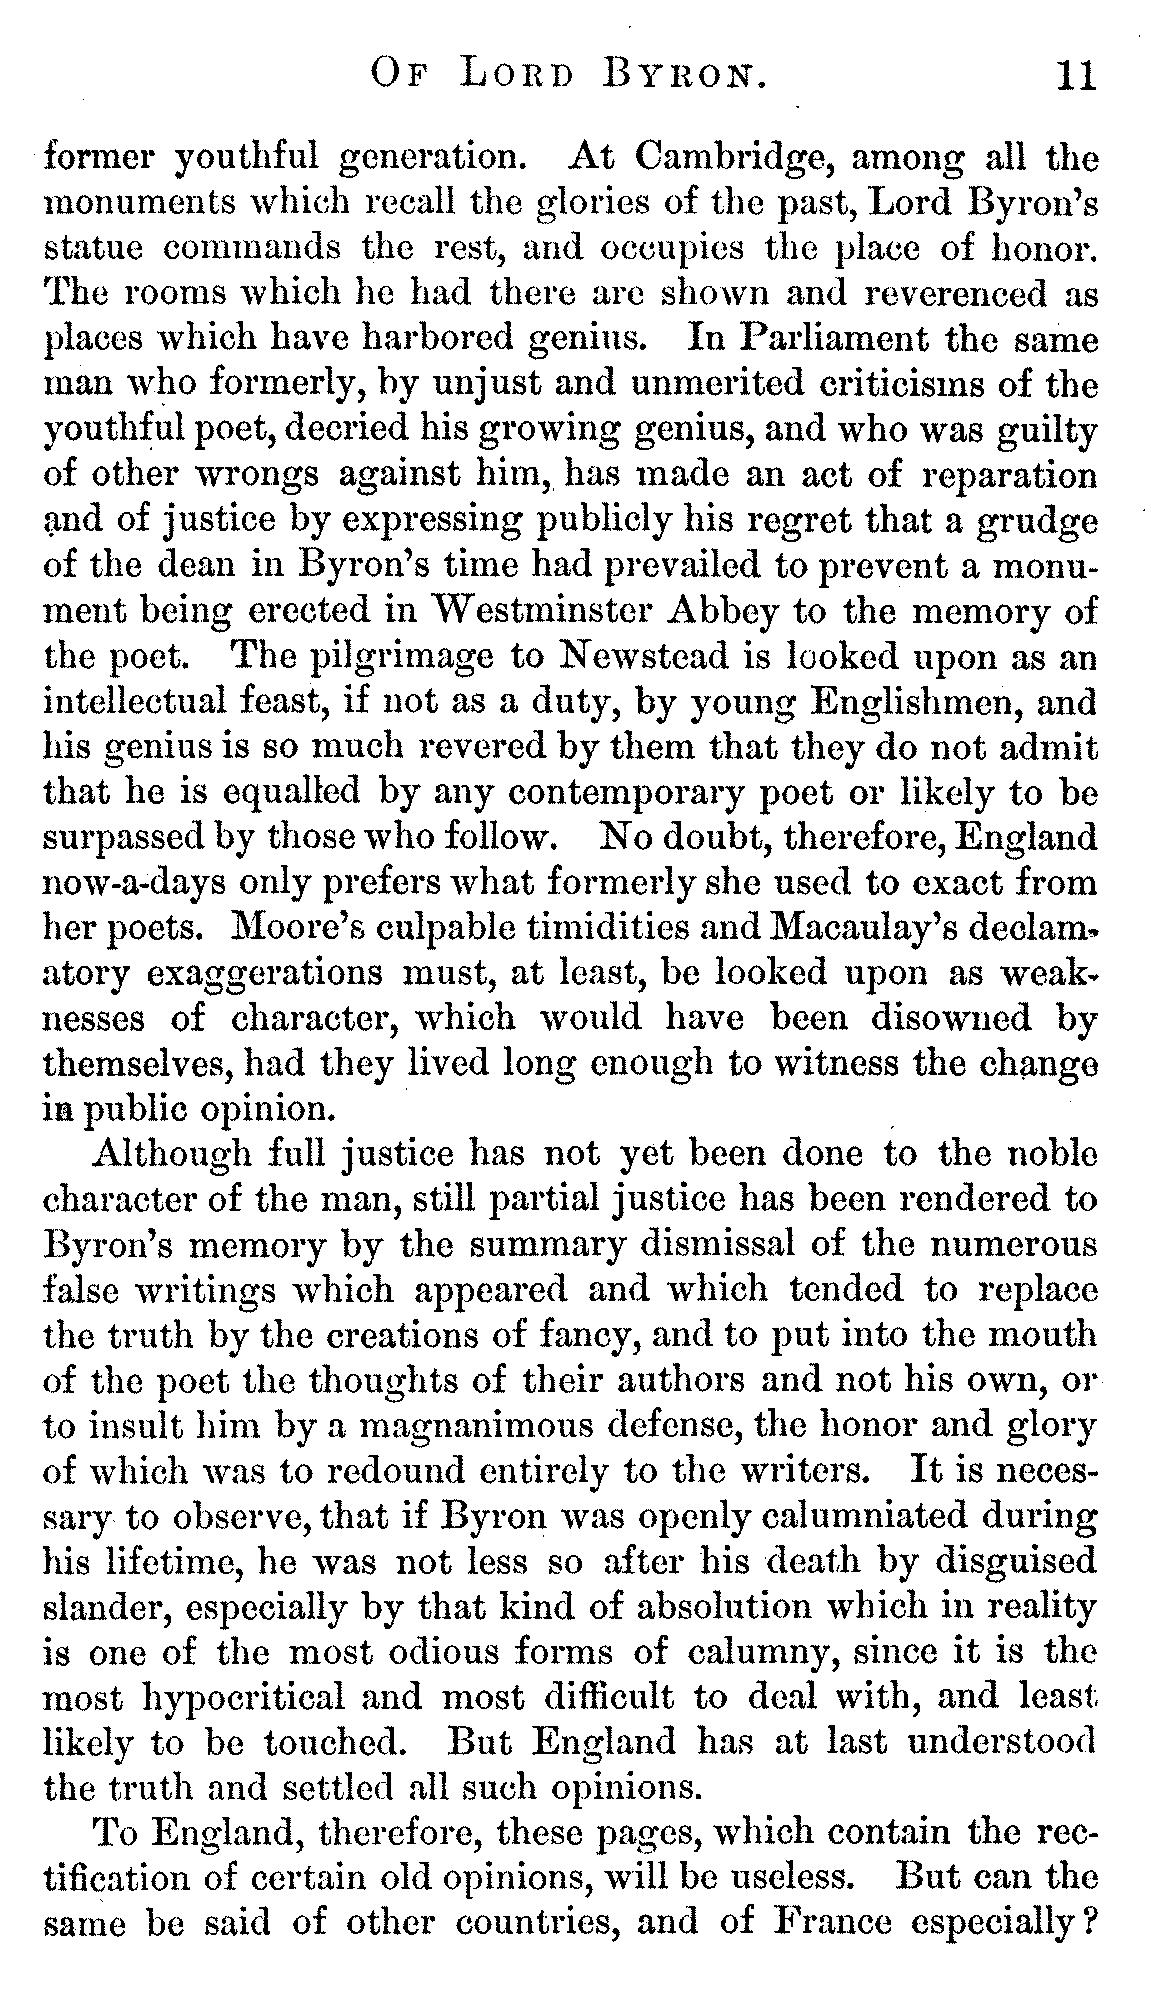 OF LORD BYRON. 11
former youthful generation. At Cambridge, among all the
monuments which recall the glories of the past, Lord Byron's
statue commands the rest, and occupies the place of honor.
The rooms which he had there are shown and reverenced as
places which have harbored genius. In Parliament the same
man who formerly, by unjust and unmerited criticisms of the
youthful poet, decried his growing genius, and who was guilty
of other wrongs against him, has made an act of reparation
and of justice by expressing publicly his regret that a grudge
of the dean in Byron's time had prevailed to prevent a monu-
ment being erected in Westminster Abbey to the memory of
the poet. The pilgrimage to Newstead is looked upon as an
intellectual feast, if not as a duty, by young Englishmen, and
his genius is so much revered by them that they do not admit
that he is equalled by any contemporary poet or likely to be
surpassed by those who follow. No doubt, therefore, England
now-a-days only prefers what formerly she used to exact from
her poets. Moore's culpable timidities and Macaulay's declam-
atory exaggerations must, at least, be looked upon as weak-
nesses of character, which would have been disowned by
themselves, had they lived long enough to witness the change
in public opinion.
Although full justice has not yet been done to the noble
character of the man, still partial justice has been rendered to
Byron's memory by the summary dismissal of the numerous
false writings which appeared and which tended to replace
the truth by the creations of fancy, and to put into the mouth
of the poet the thoughts of their authors and not his own, or
to insult him by a magnanimous defense, the honor and glory
of which was to redound entirely to the writers. It is neces-
sary to observe, that if Byron was openly calumniated during
his lifetime, he was not less so after his death by disguised
slander, especially by that kind of absolution which in reality
is one of the most odious forms of calumny, since it is the
most hypocritical and most difficult to deal with, and least
likely to be touched. But England has at last understood
the truth and settled all such opinions.
To England, therefore, these pages, which contain the rec-
tification of certain old opinions, will be useless. But can the
same be said of other countries, and of France especially?